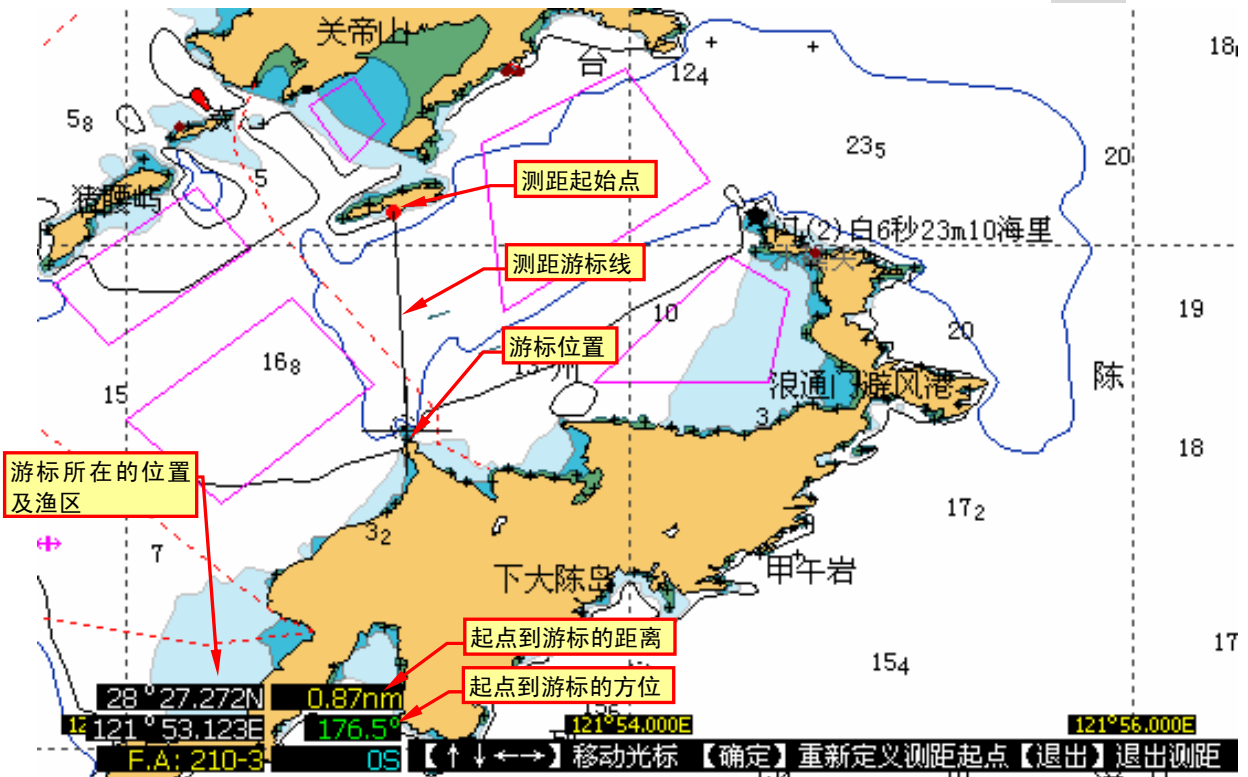 关帝山
台
12₄
18
5₈
23₅
20
5
测距起始点
猪腰屿
闪(2)白6秒23m10海里
测距游标线
10
19
20
游标位置
16₈
13
州
15
浪通门
避风港
陈
3
游标所在的位置
及渔区
18
17₂
3₂
7
下大陈岛
甲午岩
起点到游标的距离
17
15₄
起点到游标的方位
28°27.272N
0.87nm
121°53.123E
176.5°
121°54.000E
121°56.000E
F.A: 210-3
0S
【↑↓←→】移动光标 【确定】重新定义测距起点【退出】退出测距